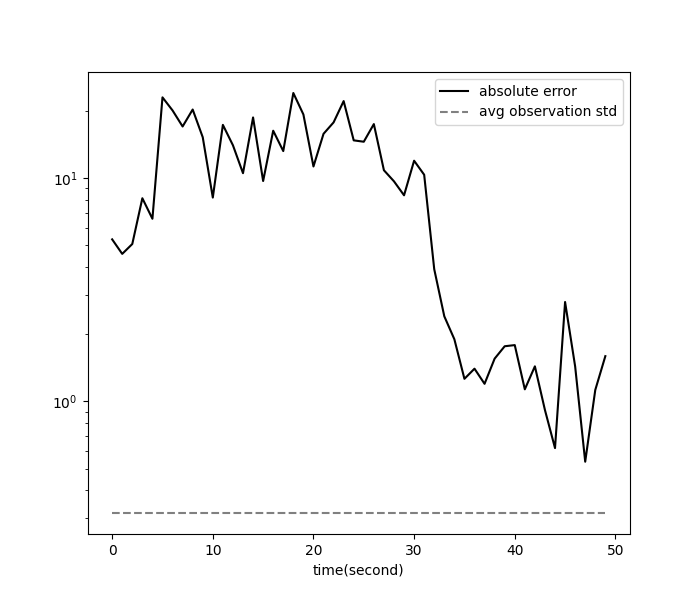 absolute error
avg observation std
10¹
10⁰
0 10 20 30 40 50
time(second)